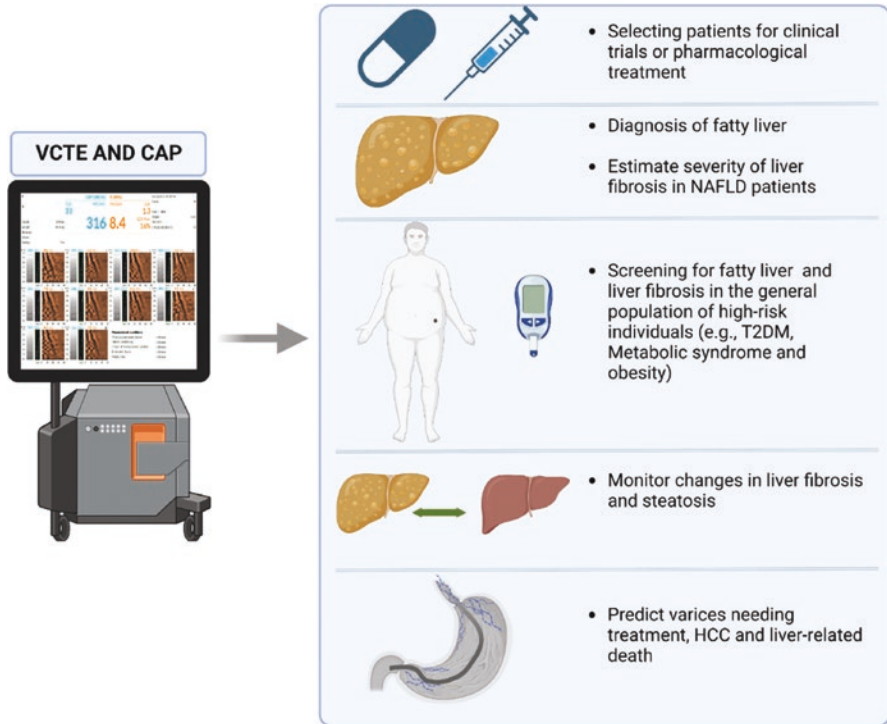 VCTE AND CAP
316 8.4
• Selecting patients for clinical
trials or pharmacological
treatment
• Diagnosis of fatty liver
• Estimate severity of liver
fibrosis in NAFLD patients
• Screening for fatty liver and
liver fibrosis in the general
population of high-risk
individuals (e.g., T2DM,
Metabolic syndrome and
obesity)
• Monitor changes in liver fibrosis
and steatosis
• Predict varices needing
treatment, HCC and liver-related
death